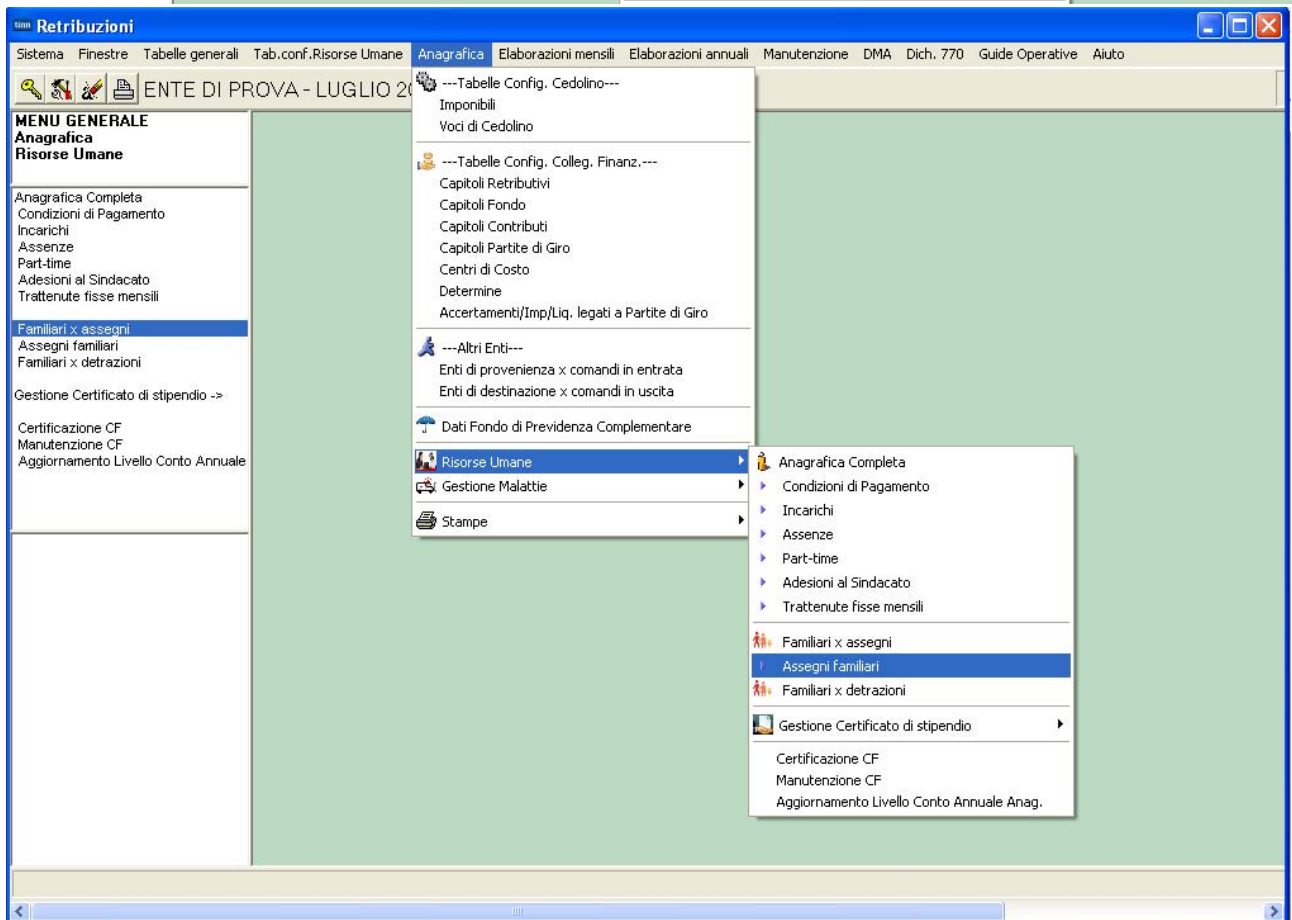 tinn Retribuzioni
Sistema Finestre Tabelle generali Tab.conf.Risorse Umane Anagrafica Elaborazioni mensili Elaborazioni annuali Manutenzione DMA Dich. 770 Guide Operative Aiuto
ENTE DI PROVA - LUGLIO 20
MENU GENERALE
Anagrafica
Risorse Umane
Anagrafica Completa
Condizioni di Pagamento
Incarichi
Assenze
Part-time
Adesioni al Sindacato
Trattenute fisse mensili
Familiari x assegni
Assegni familiari
Familiari x detrazioni
Gestione Certificato di stipendio ->
Certificazione CF
Manutenzione CF
Aggiornamento Livello Conto Annuale
---Tabelle Config. Cedolino---
Imponibili
Voci di Cedolino
---Tabelle Config. Colleg. Finanz.---
Capitoli Retributivi
Capitoli Fondo
Capitoli Contributi
Capitoli Partite di Giro
Centri di Costo
Determine
Accertamenti/Imp/Liq. legati a Partite di Giro
---Altri Enti---
Enti di provenienza x comandi in entrata
Enti di destinazione x comandi in uscita
Dati Fondo di Previdenza Complementare
Risorse Umane
Gestione Malattie
Stampe
Anagrafica Completa
Condizioni di Pagamento
Incarichi
Assenze
Part-time
Adesioni al Sindacato
Trattenute fisse mensili
Familiari x assegni
Assegni familiari
Familiari x detrazioni
Gestione Certificato di stipendio
Certificazione CF
Manutenzione CF
Aggiornamento Livello Conto Annuale Anag.